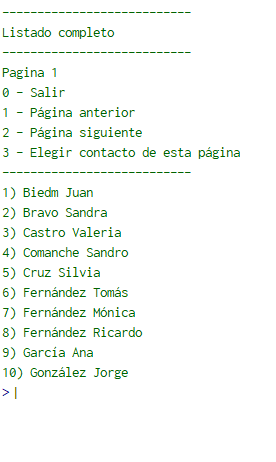 ---------------------------
Listado completo
---------------------------
Pagina 1
0 - Salir
1 - Página anterior
2 - Página siguiente
3 - Elegir contacto de esta página
---------------------------
1) Biedm Juan
2) Bravo Sandra
3) Castro Valeria
4) Comanche Sandro
5) Cruz Silvia
6) Fernández Tomás
7) Fernández Mónica
8) Fernández Ricardo
9) García Ana
10) González Jorge
>